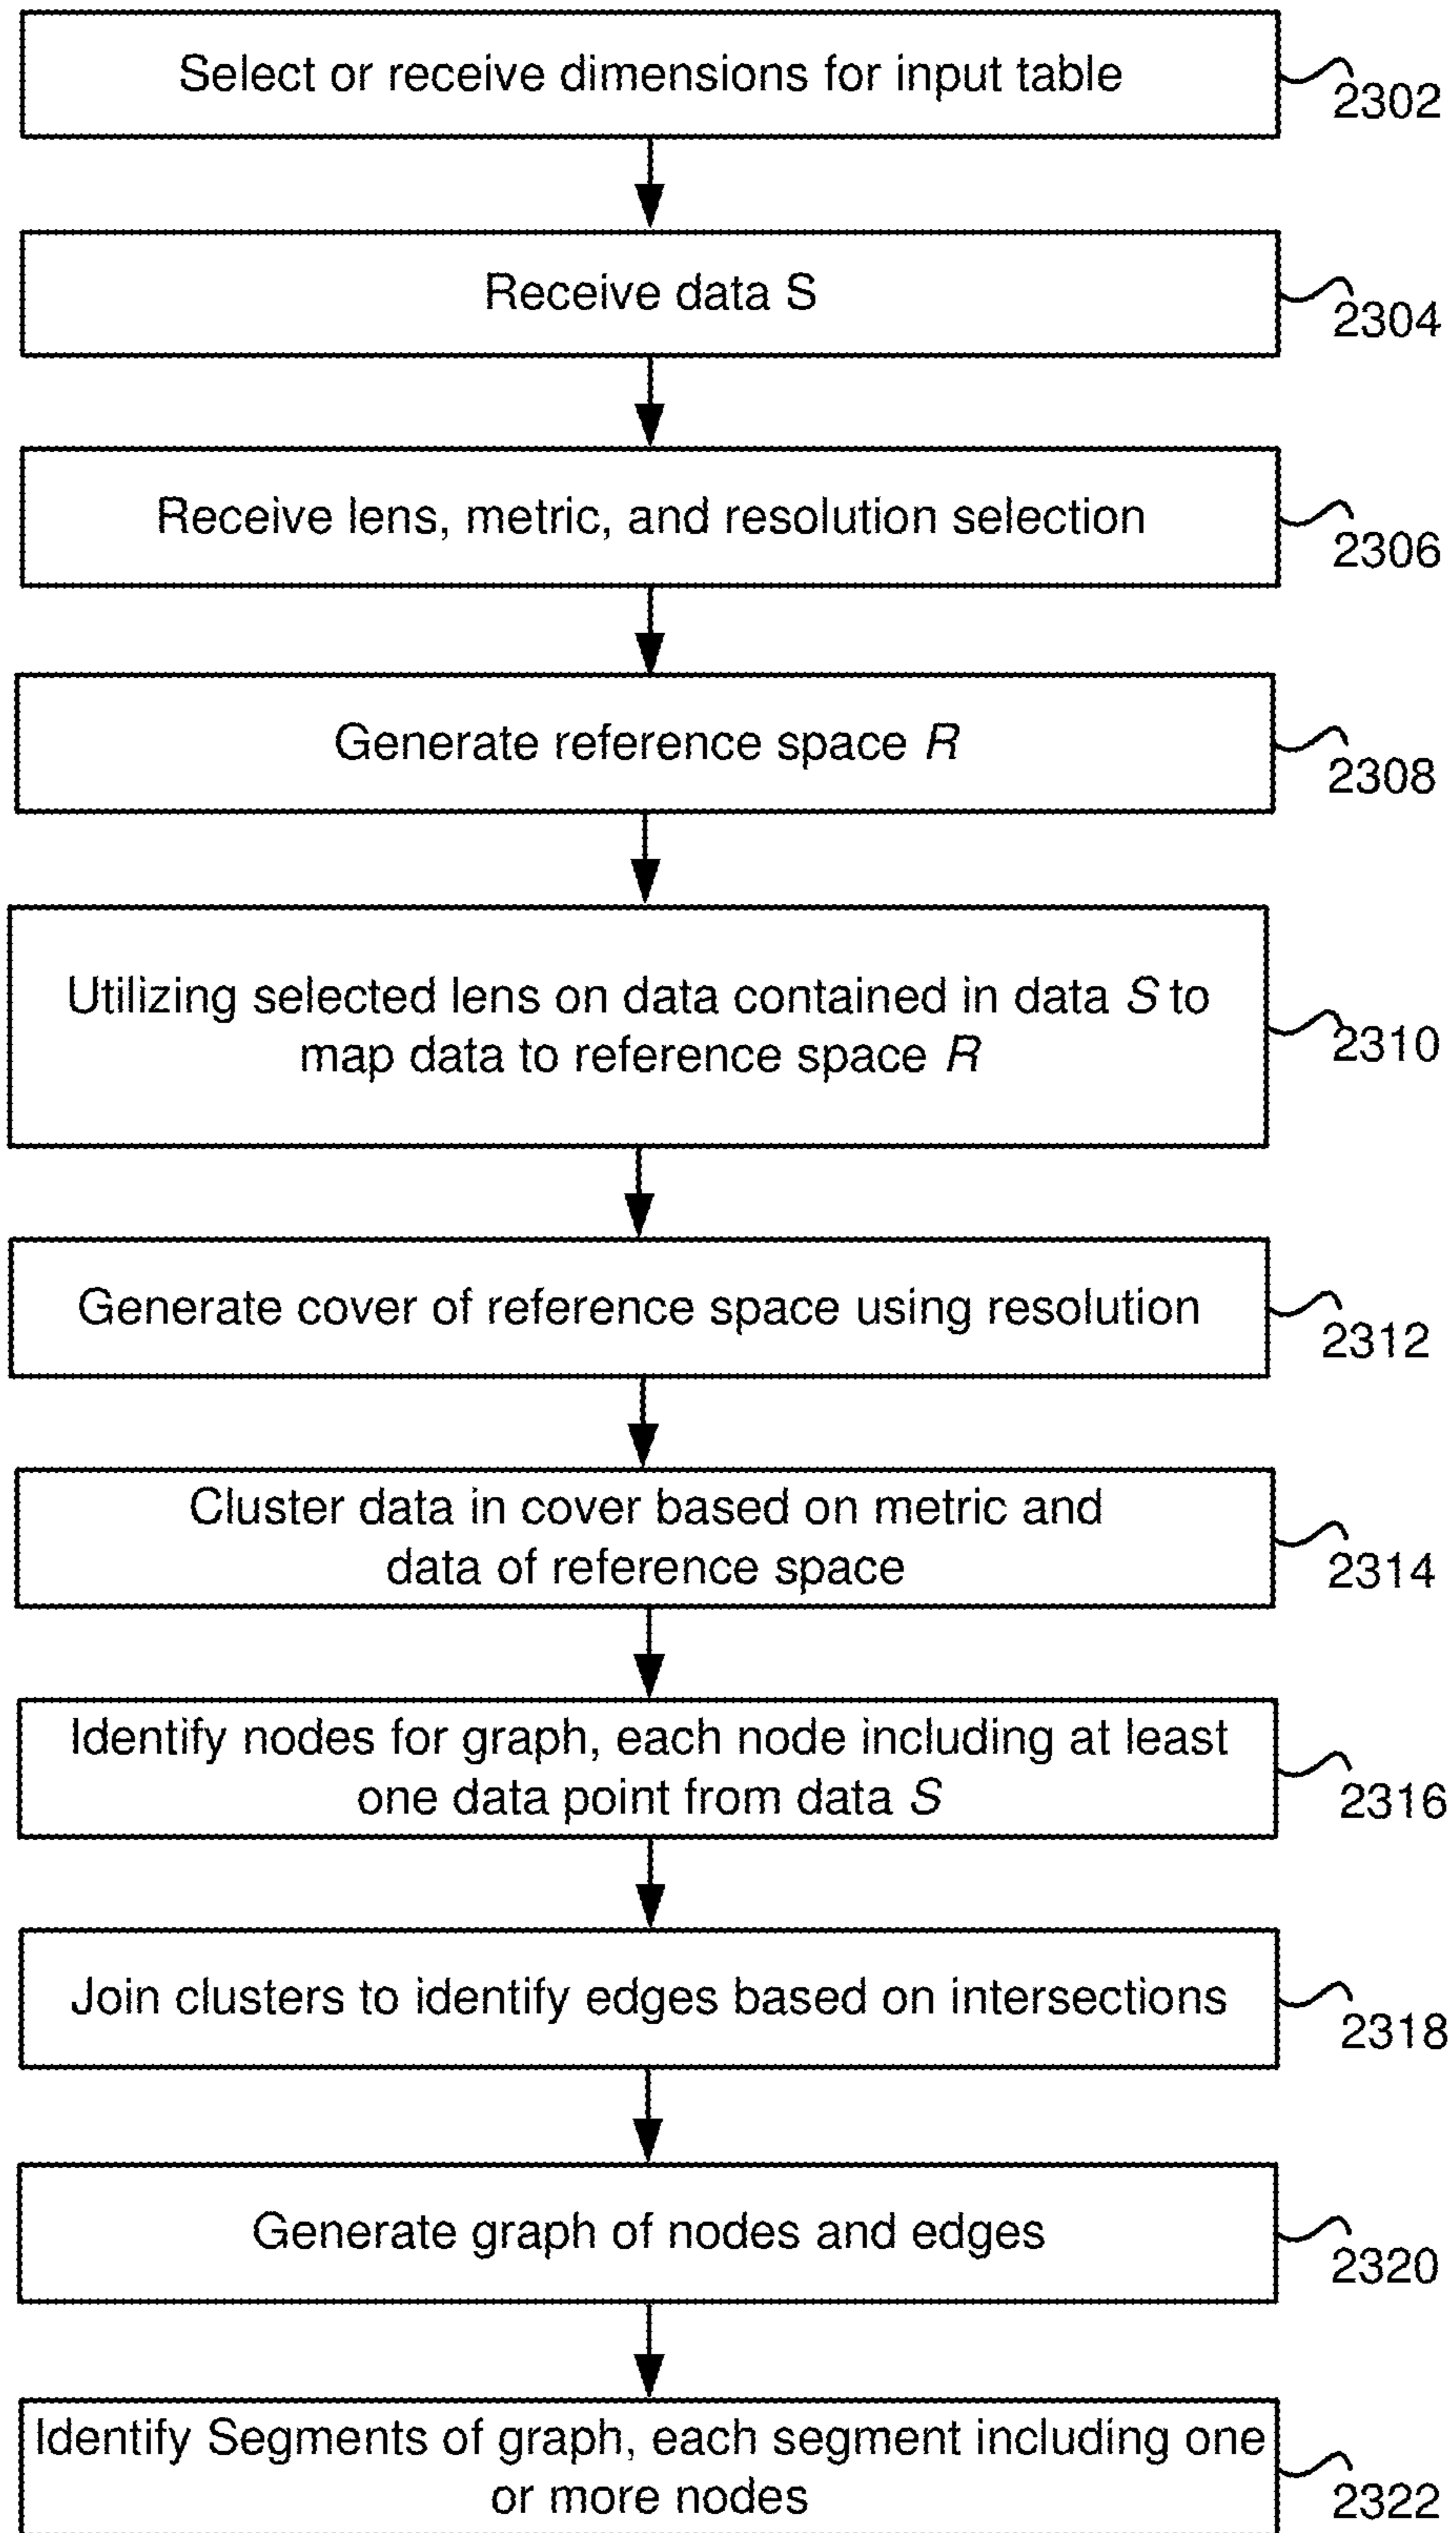 Select or receive dimensions for input table
2302
Receive data S
2304
Receive lens, metric, and resolution selection
2306
Generate reference space R
2308
Utilizing selected lens on data contained in data S to
map data to reference space R
2310
Generate cover of reference space using resolution
2312
Cluster data in cover based on metric and
data of reference space
2314
Identify nodes for graph, each node including at least
one data point from data S
2316
Join clusters to identify edges based on intersections
2318
Generate graph of nodes and edges
2320
Identify Segments of graph, each segment including one
or more nodes
2322